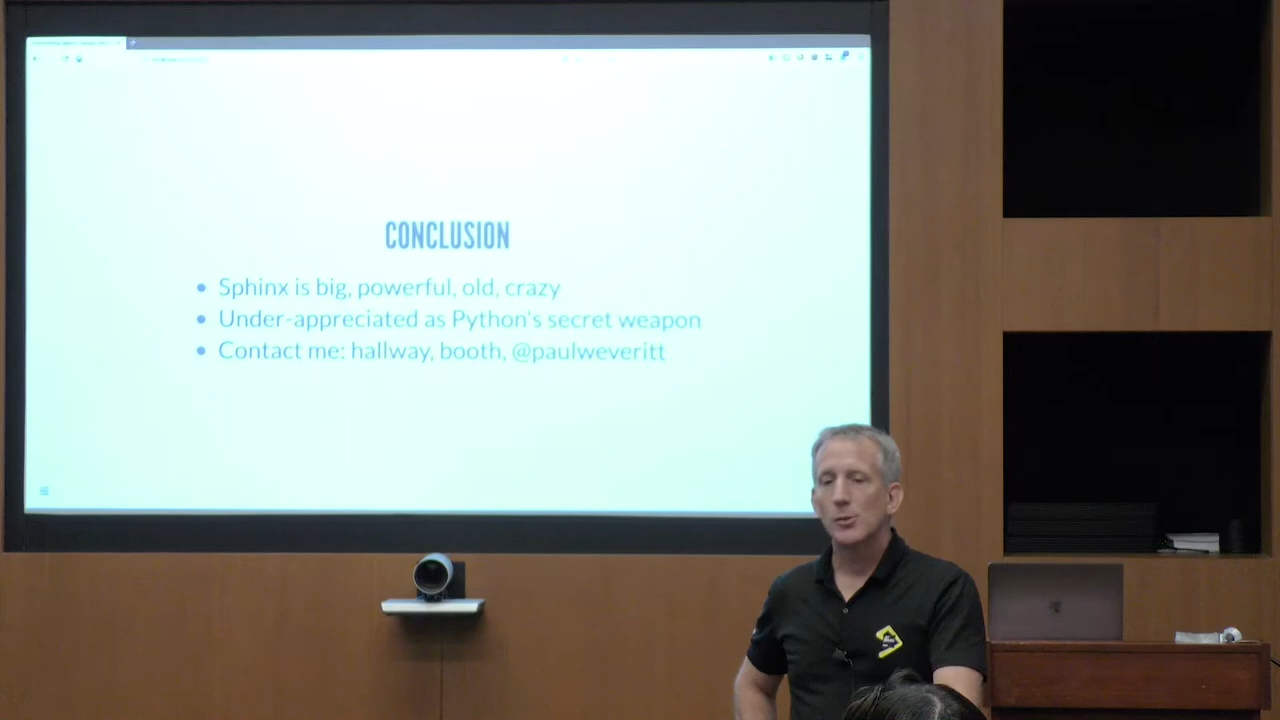 CONCLUSION
Sphinx is big, powerful, old, crazy
Under-appreciated as Python's secret weapon
Contact me: hallway, booth, @paulweveritt